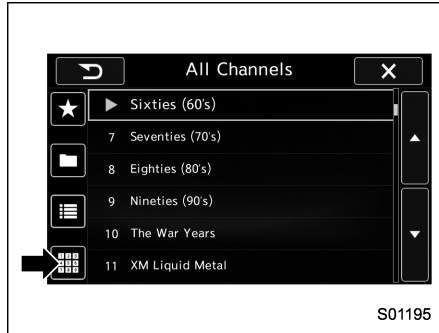 All Channels
Sixties (60's)
7 Seventies (70's)
8 Eighties (80's)
9 Nineties (90's)
10 The War Years
11 XM Liquid Metal
S01195